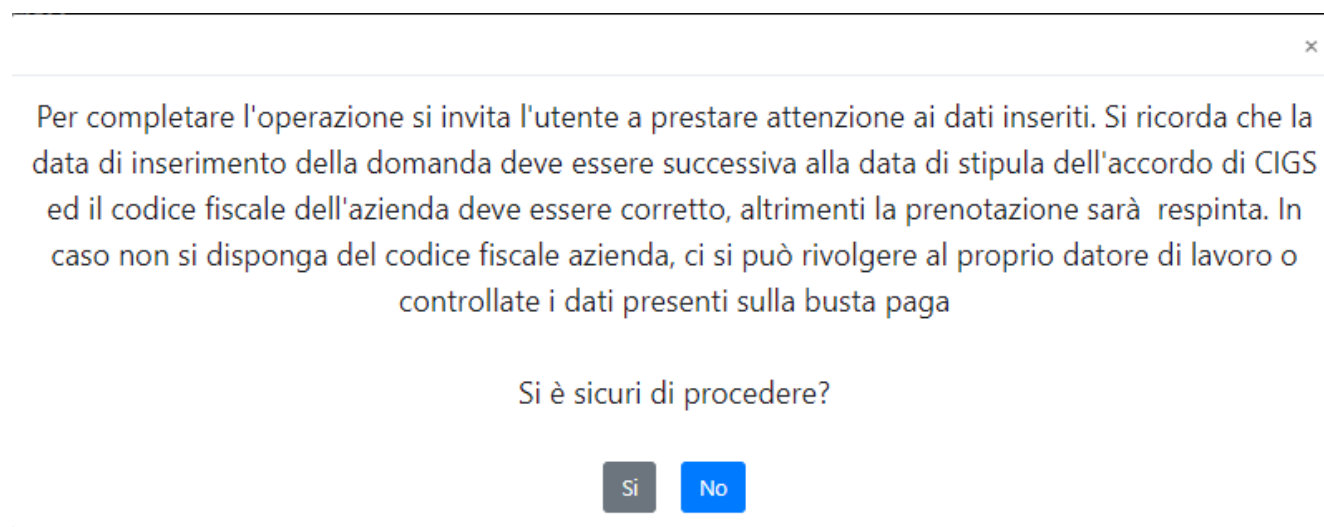 ×
Per completare l'operazione si invita l'utente a prestare attenzione ai dati inseriti. Si ricorda che la
data di inserimento della domanda deve essere successiva alla data di stipula dell'accordo di CIGS
ed il codice fiscale dell'azienda deve essere corretto, altrimenti la prenotazione sarà  respinta. In
caso non si disponga del codice fiscale azienda, ci si può rivolgere al proprio datore di lavoro o
controllate i dati presenti sulla busta paga
Si è sicuri di procedere?
Si No